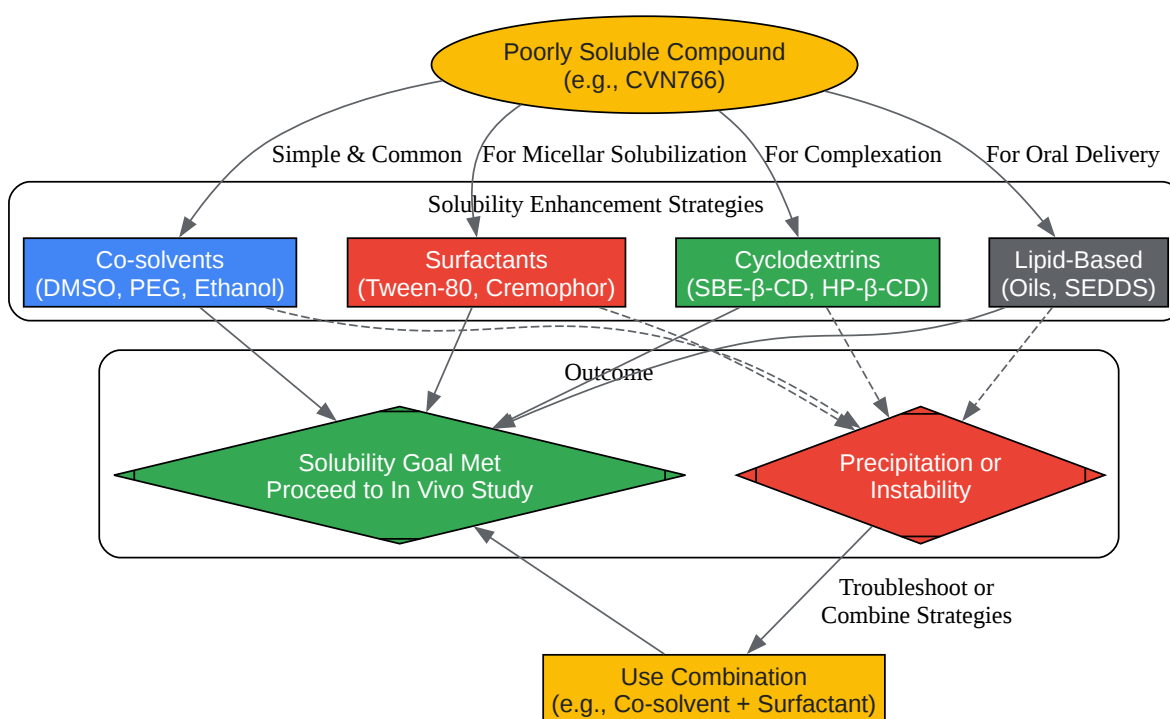 Poorly Soluble Compound
(e.g., CVN766)
Simple & Common
For Micellar Solubilization
For Complexation
For Oral Delivery
Solubility Enhancement Strategies
Co-solvents
(DMSO, PEG, Ethanol)
Surfactants
(Tween-80, Cremophor)
Cyclodextrins
(SBE-β-CD, HP-β-CD)
Lipid-Based
(Oils, SEDDS)
Outcome
Solubility Goal Met
Proceed to In Vivo Study
Precipitation or
Instability
Troubleshoot or
Combine Strategies
Use Combination
(e.g., Co-solvent + Surfactant)